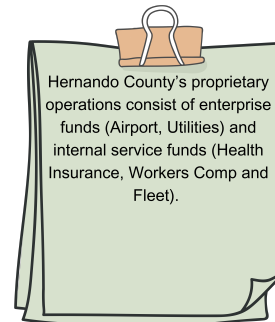 Hernando County’s proprietary
operations consist of enterprise
funds (Airport, Utilities) and
internal service funds (Health
Insurance, Workers Comp and
Fleet).